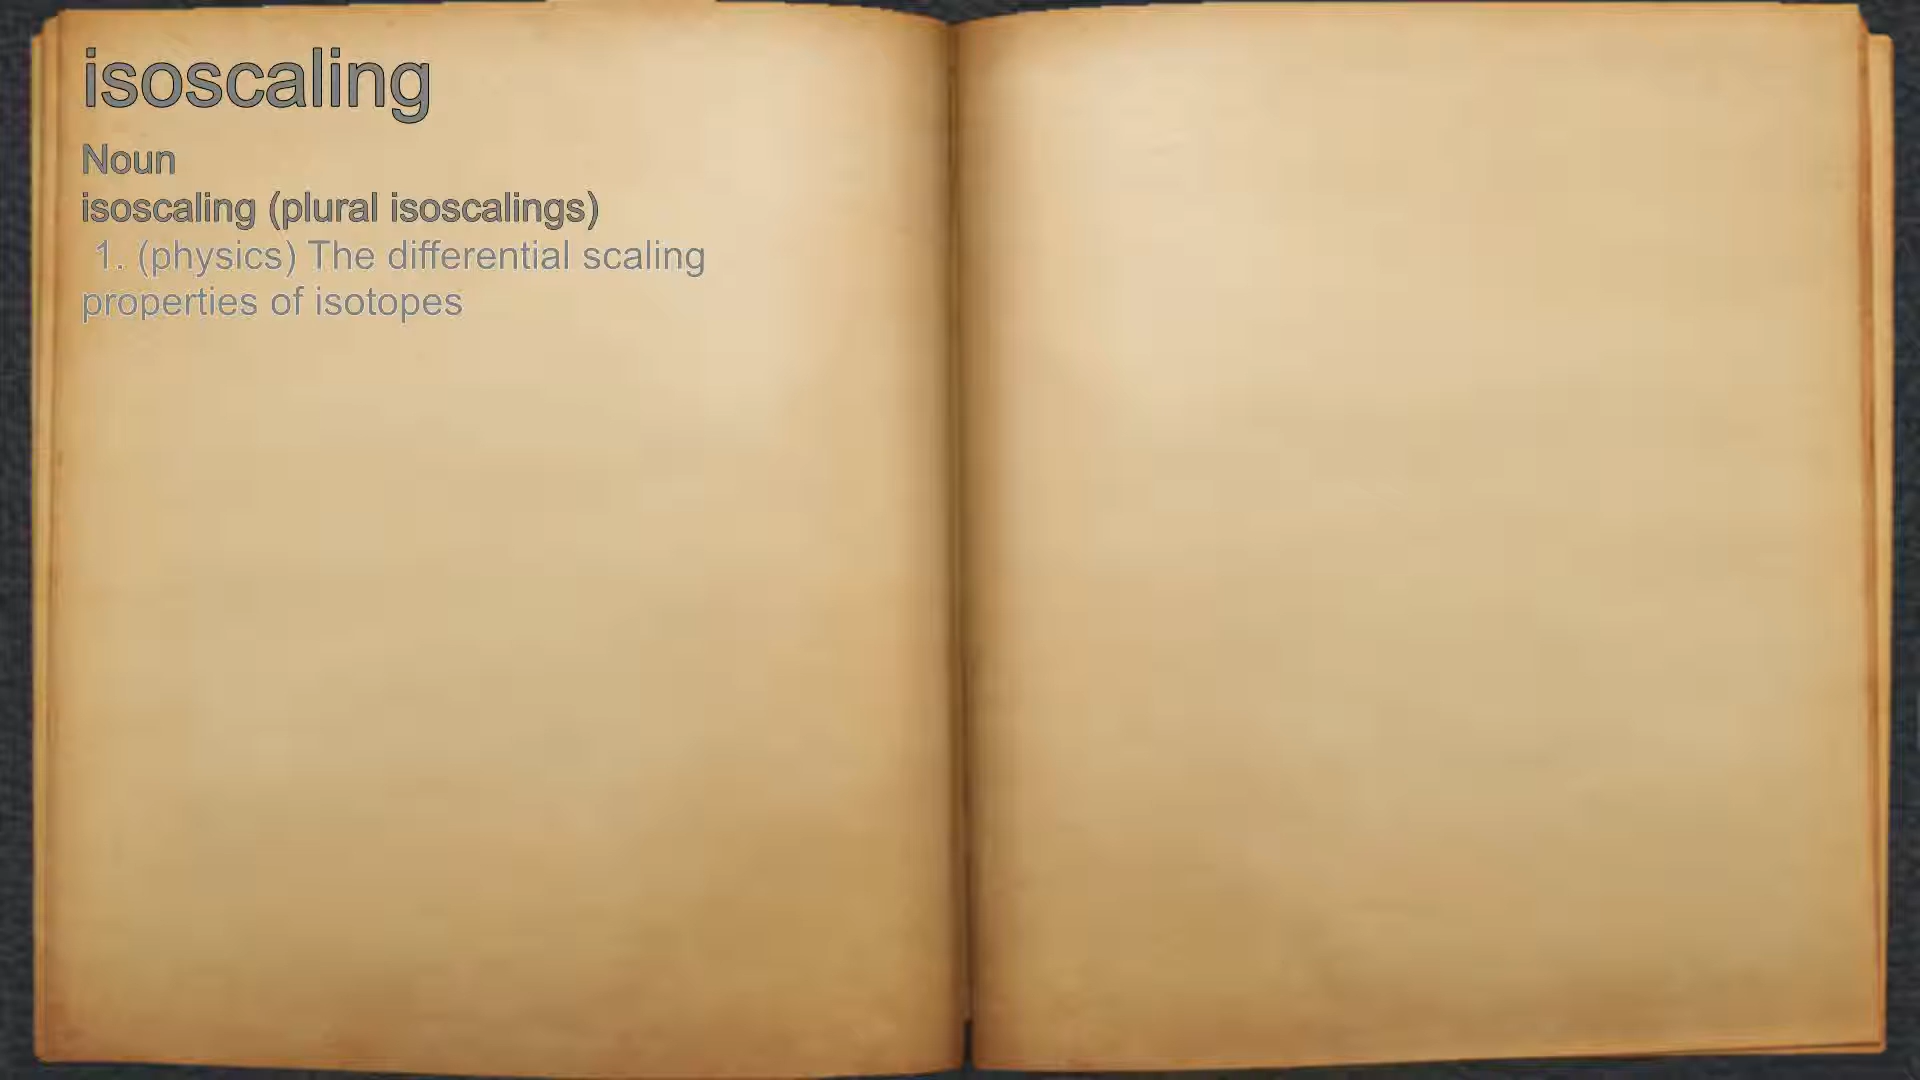 isoscaling
Noun
isoscaling (plural isoscalings)
1. (physics) The differential scaling
properties of isotopes